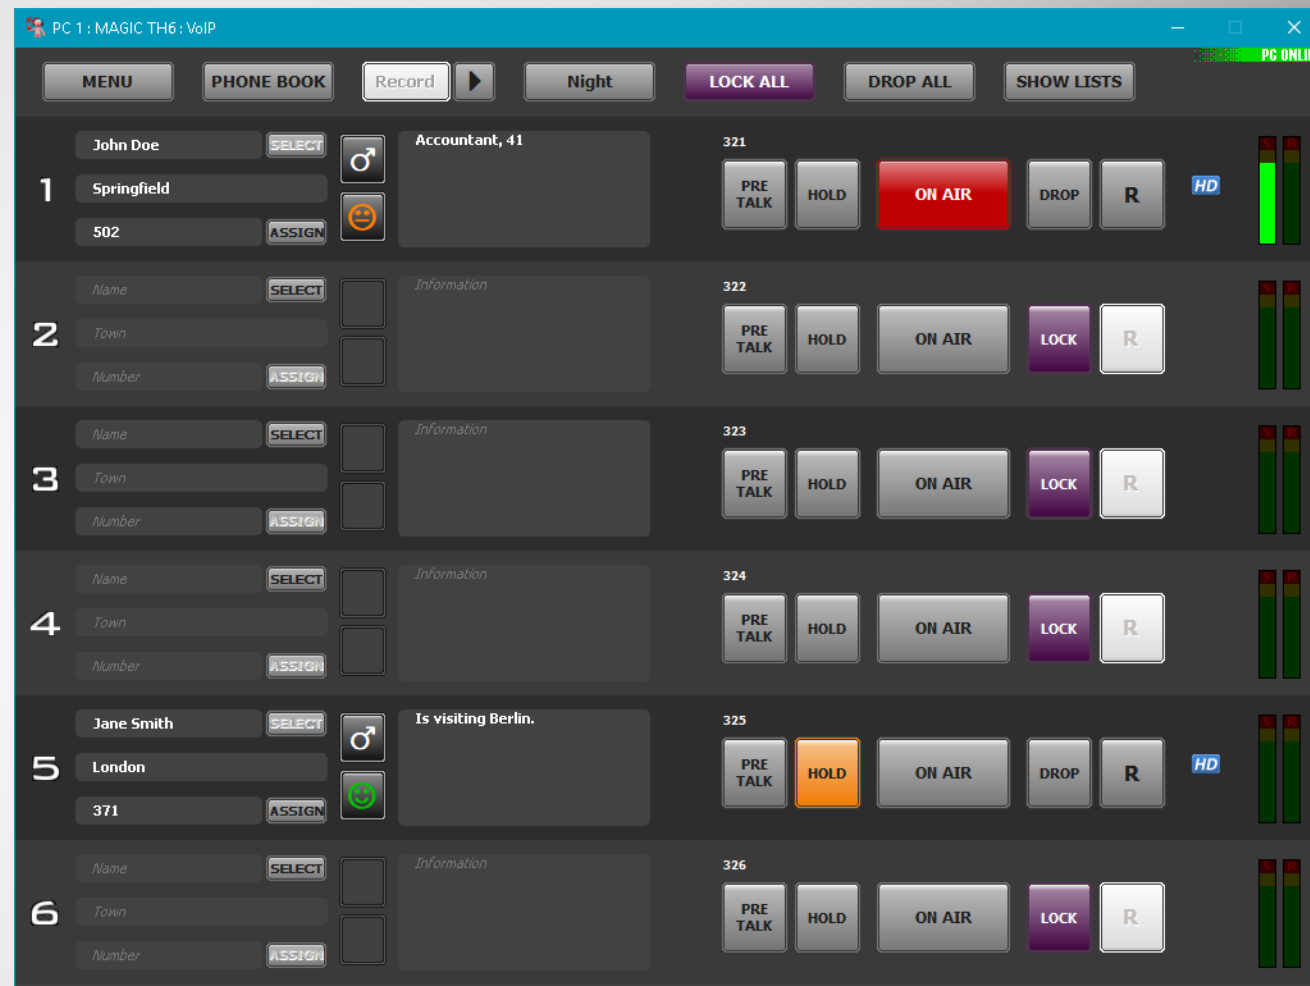 PC 1 : MAGIC TH6 : VoIP
MENU PHONE BOOK Record Night LOCK ALL DROP ALL SHOW LISTS
John Doe SELECT Accountant, 41 321
1 Springfield PRE TALK HOLD ON AIR DROP R HD
502 ASSIGN
S R
Name SELECT Information 322
2 Town PRE TALK HOLD ON AIR LOCK R
Number ASSIGN
S R
Name SELECT Information 323
3 Town PRE TALK HOLD ON AIR LOCK R
Number ASSIGN
S R
Name SELECT Information 324
4 Town PRE TALK HOLD ON AIR LOCK R
Number ASSIGN
S R
Jane Smith SELECT Is visiting Berlin. 325
5 London PRE TALK HOLD ON AIR DROP R HD
371 ASSIGN
S R
Name SELECT Information 326
6 Town PRE TALK HOLD ON AIR LOCK R
Number ASSIGN
S R